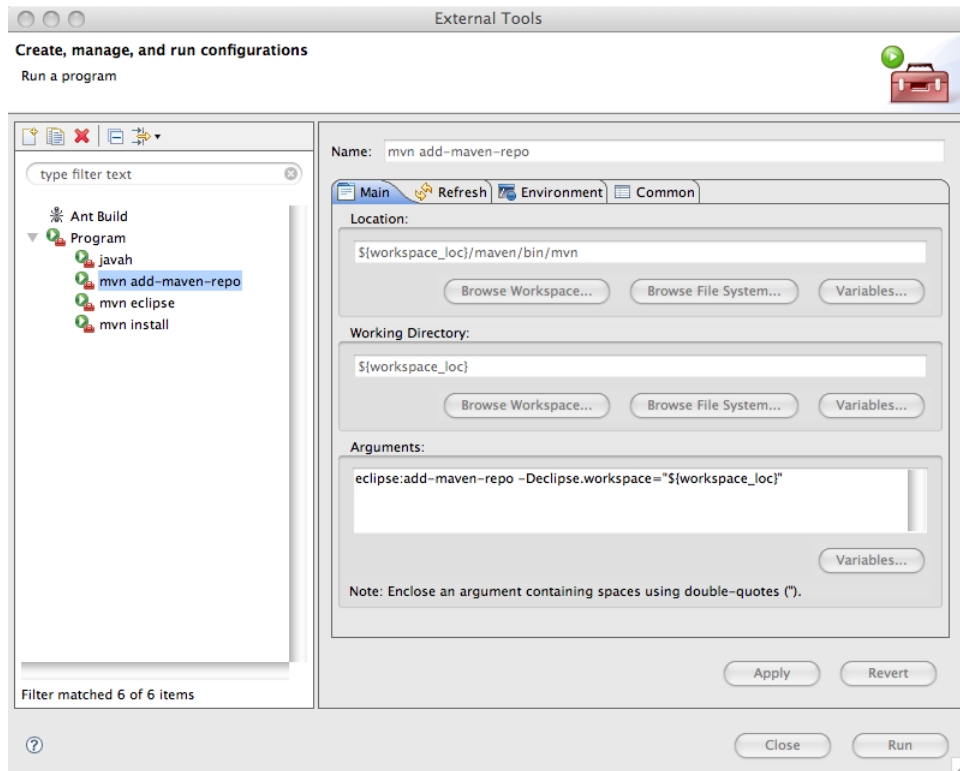 External Tools
Create, manage, and run configurations
Run a program
type filter text
Ant Build
Program
javah
mvn add-maven-repo
mvn eclipse
mvn install
Filter matched 6 of 6 items
Name: mvn add-maven-repo
Main Refresh Environment Common
Location:
${workspace_loc}/maven/bin/mvn
Browse Workspace... Browse File System... Variables...
Working Directory:
${workspace_loc}
Browse Workspace... Browse File System... Variables...
Arguments:
eclipse:add-maven-repo -Declipse.workspace="${workspace_loc}"
Variables...
Note: Enclose an argument containing spaces using double-quotes (").
Apply Revert
? Close Run